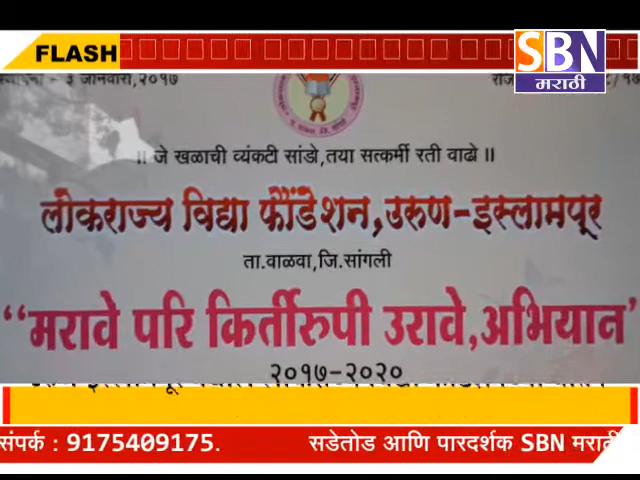 FLASH
SBN
मराठी
स्थापना - ३ जानेवारी, २०१७
॥ जे खळाची व्यंकटी सांडो, तया सत्कर्मी रती वाढो ॥
लोकराज्य विद्या फौंडेशन, उरुण-इस्लामपूर
ता. वाळवा, जि. सांगली
“मरावे परि किर्तीरुपी उरावे, अभियान’
२०१७-२०२०
संपर्क : 9175409175. सडेतोड आणि पारदर्शक SBN मराठी